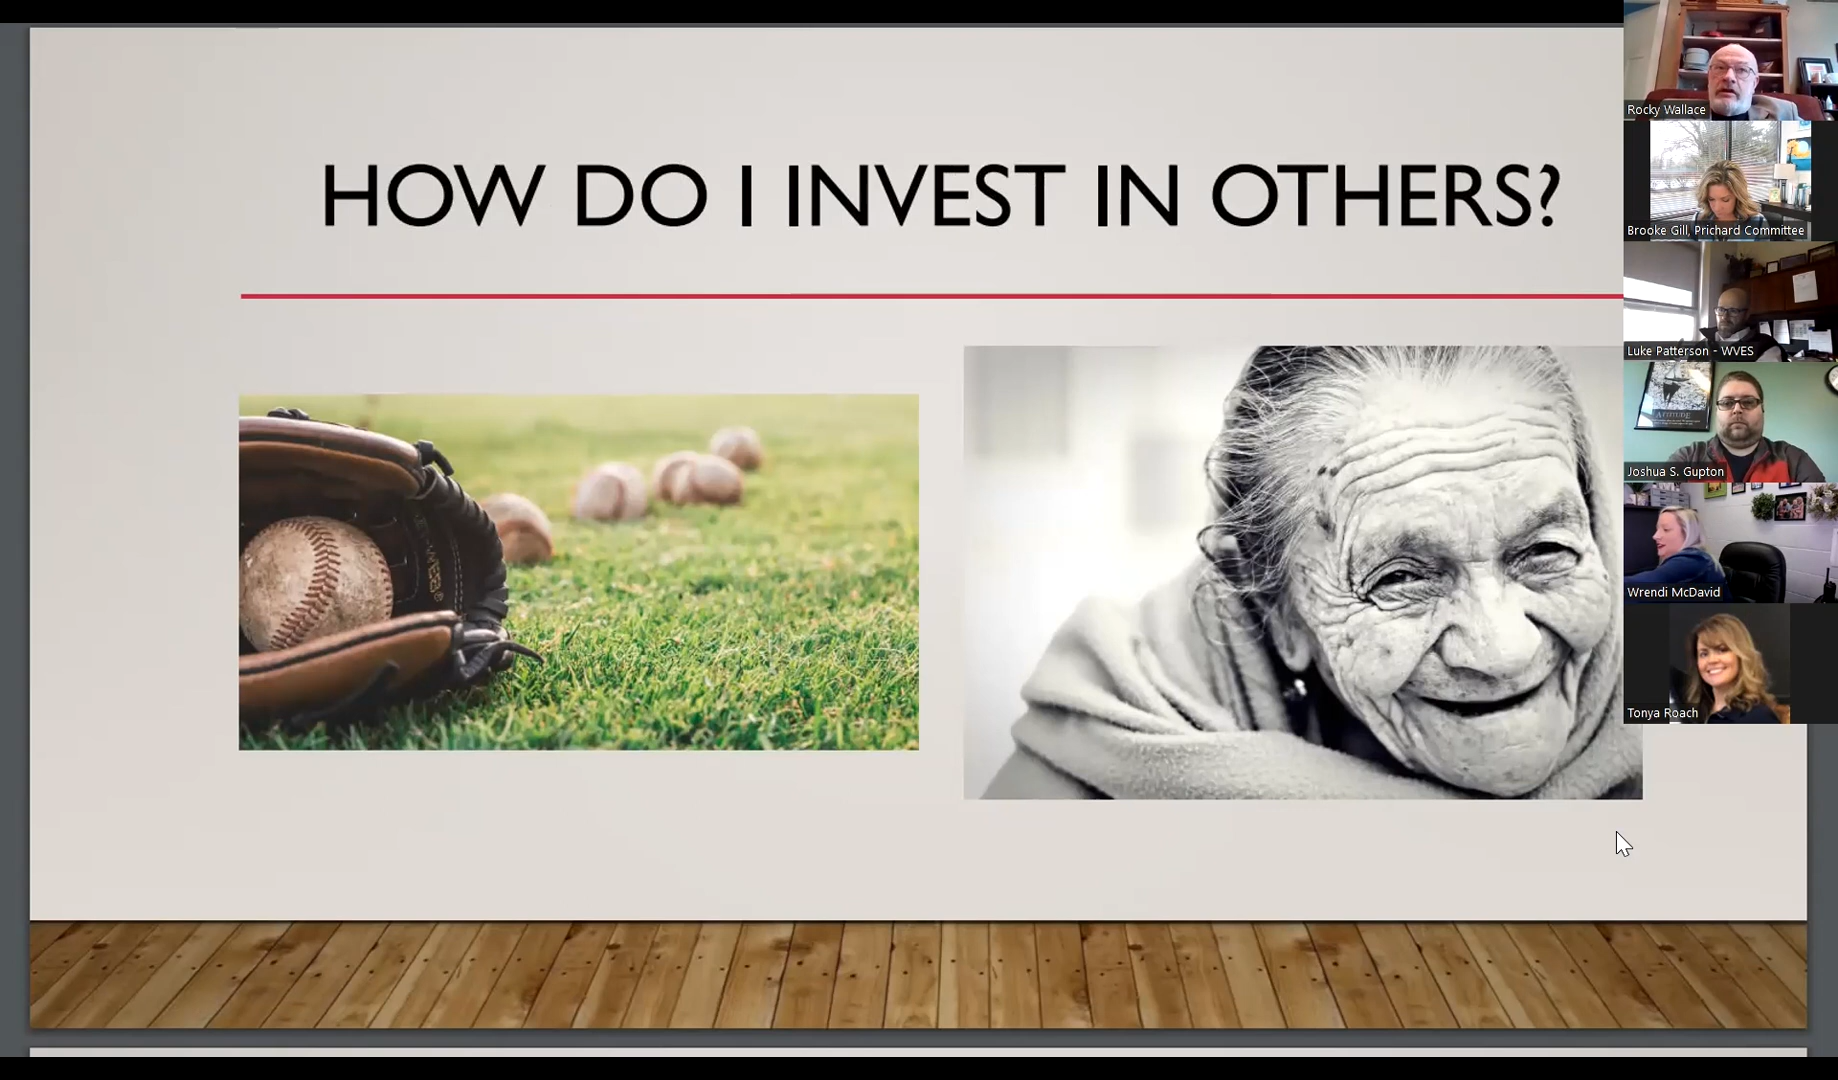 HOW DO I INVEST IN OTHERS?
Rocky Wallace
Brooke Gill, Prichard Committee
Luke Patterson - WVES
Joshua S. Gupton
Wrendi McDavid
Tonya Roach